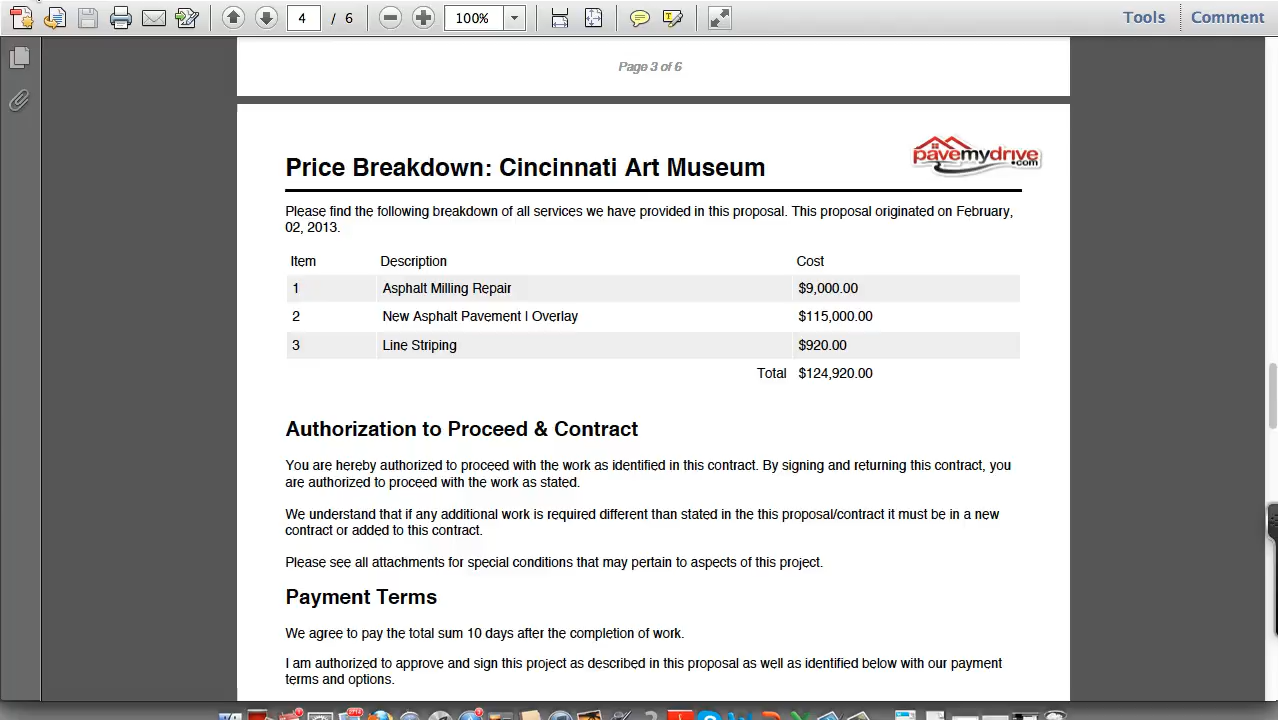 4 / 6
100%
Tools
Comment
Page 3 of 6
pavemydrive
.com
Price Breakdown: Cincinnati Art Museum
Please find the following breakdown of all services we have provided in this proposal. This proposal originated on February,
02, 2013.
Item Description Cost
1 Asphalt Milling Repair $9,000.00
2 New Asphalt Pavement | Overlay $115,000.00
3 Line Striping $920.00
Total $124,920.00
Authorization to Proceed & Contract
You are hereby authorized to proceed with the work as identified in this contract. By signing and returning this contract, you
are authorized to proceed with the work as stated.
We understand that if any additional work is required different than stated in the this proposal/contract it must be in a new
contract or added to this contract.
Please see all attachments for special conditions that may pertain to aspects of this project.
Payment Terms
We agree to pay the total sum 10 days after the completion of work.
I am authorized to approve and sign this project as described in this proposal as well as identified below with our payment
terms and options.